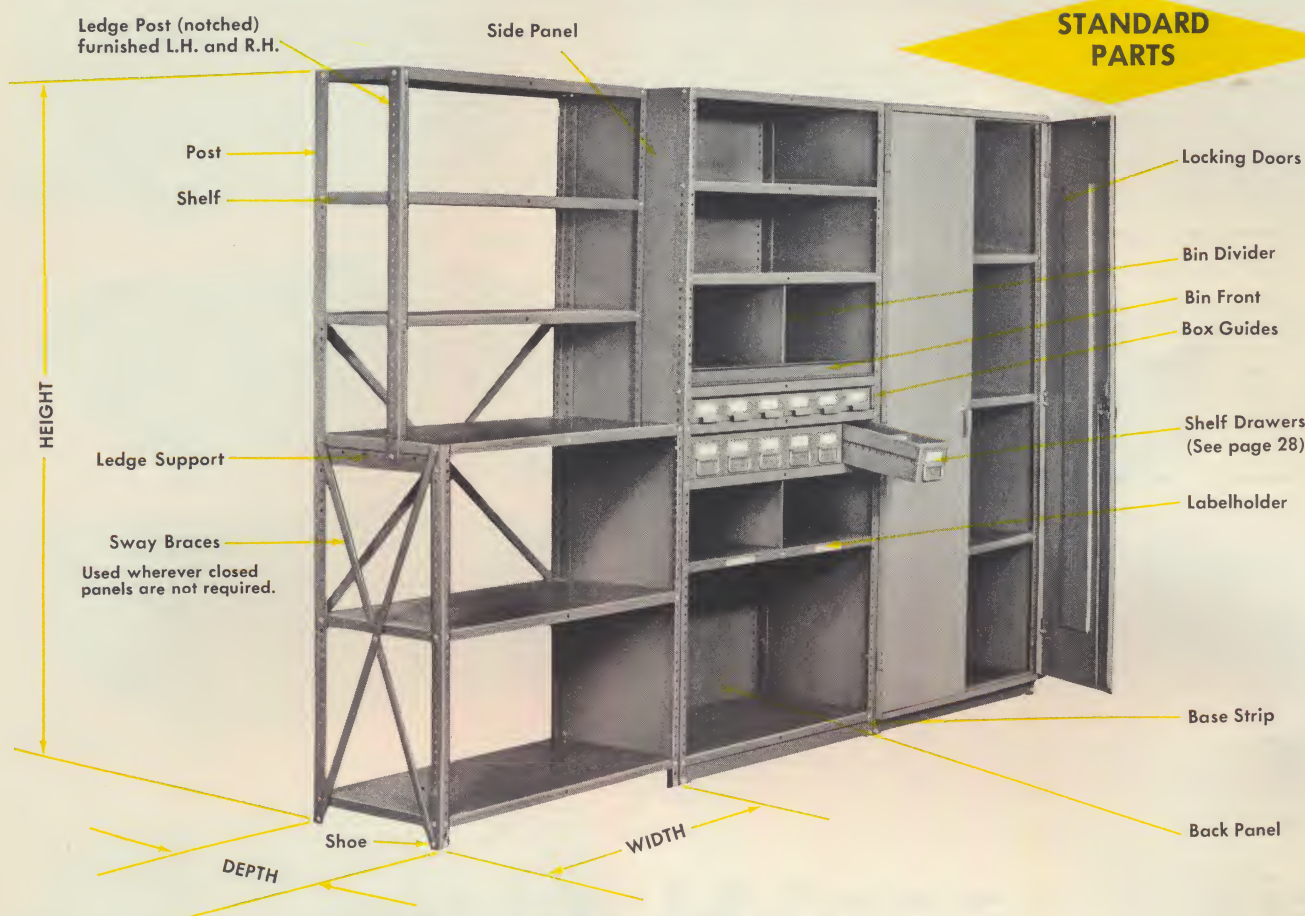 STANDARD
PARTS
Ledge Post (notched)
furnished L.H. and R.H.
Side Panel
Post
Shelf
HEIGHT
Ledge Support
Sway Braces
Used wherever closed
panels are not required.
Shoe
DEPTH
WIDTH
Locking Doors
Bin Divider
Bin Front
Box Guides
Shelf Drawers
(See page 28)
Labelholder
Base Strip
Back Panel